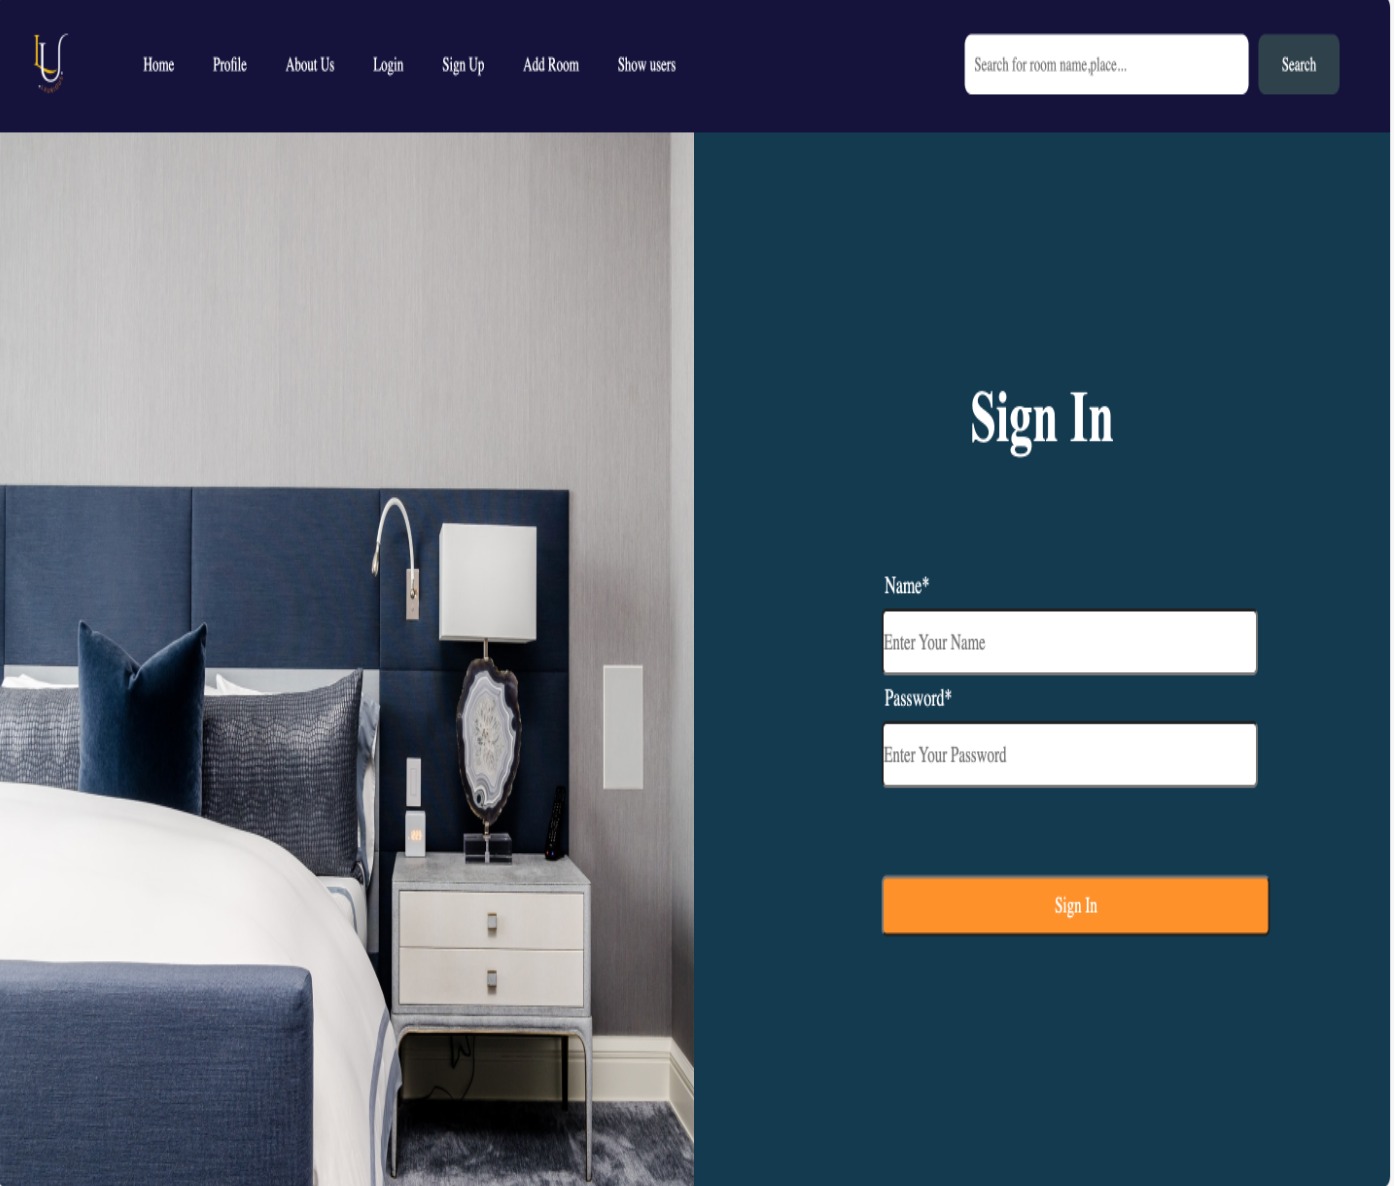 LU
Home Profile About Us Login Sign Up Add Room Show users
Search for room name,place...
Search
Sign In
Name*
Enter Your Name
Password*
Enter Your Password
Sign In